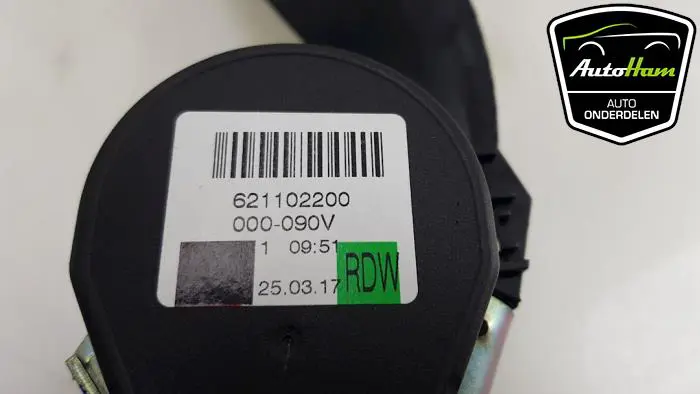 621102200
000-090V
1 09:51
25.03.17
RDW
AutoHam
AUTO
ONDERDELEN